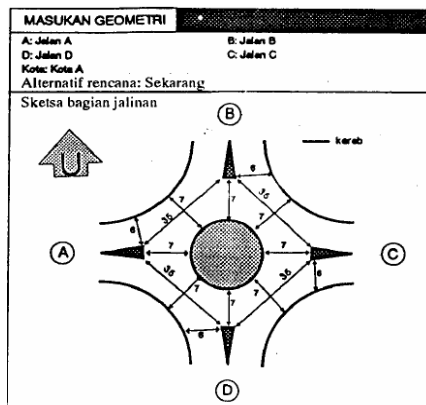 MASUKAN GEOMETRI
A: Jalan A B: Jalan B
D: Jalan D C: Jalan C
Kota: Kota A
Alternatif rencana: Sekarang
Sketsa bagian jalinan
B
U
kereb
6
7 7
35 35
7
6
A 7 7 C
35 35
6
7 7
7
6
D